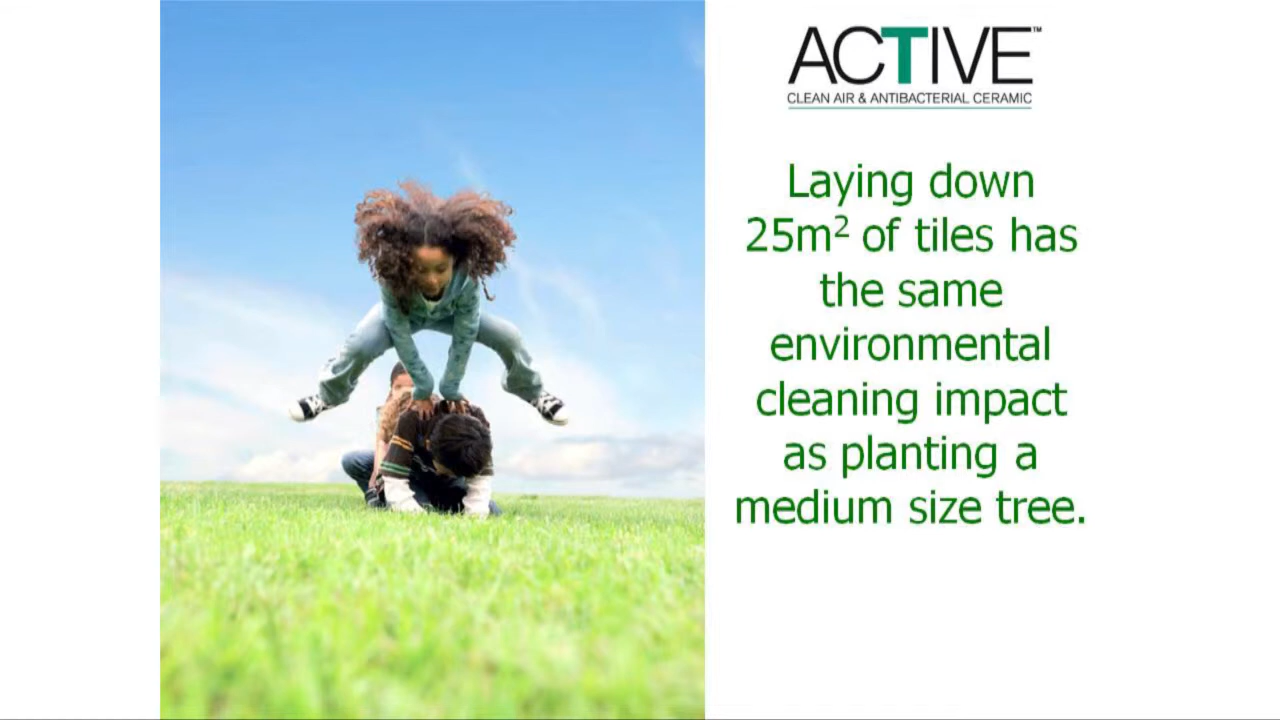 ACTIVE™
CLEAN AIR & ANTIBACTERIAL CERAMIC
Laying down
25m² of tiles has
the same
environmental
cleaning impact
as planting a
medium size tree.